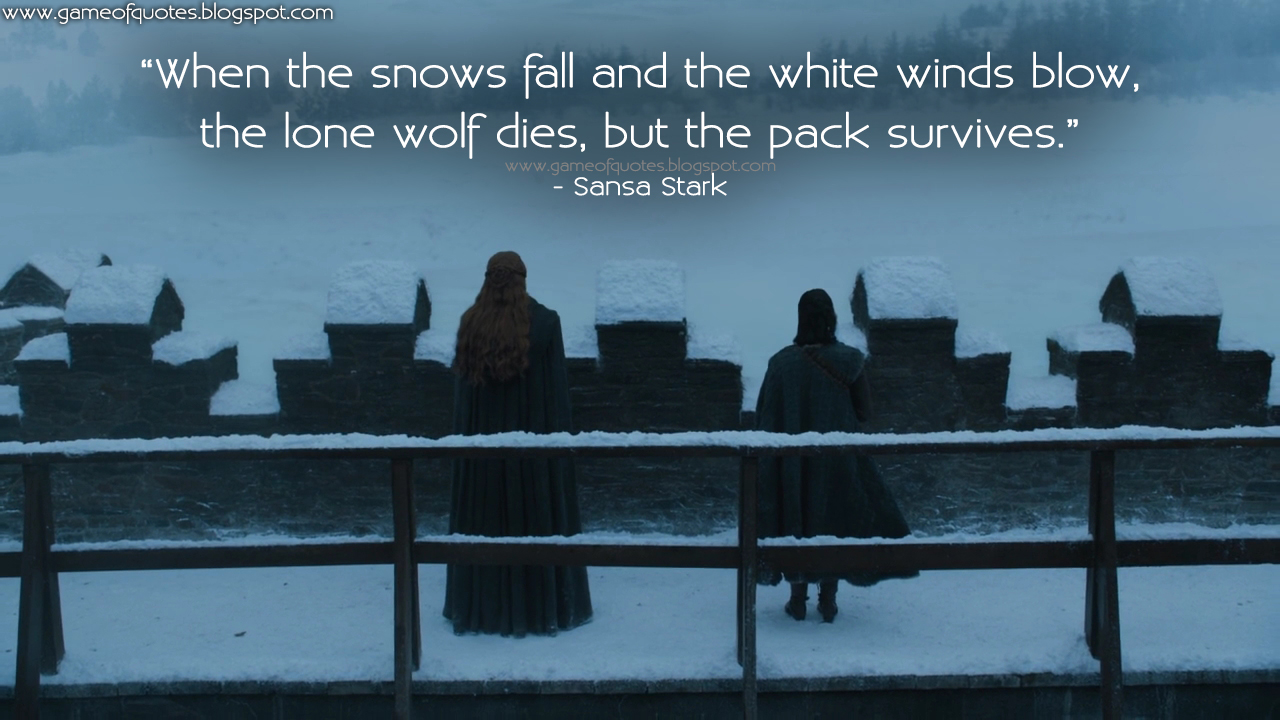 www.gameofquotes.blogspot.com
“When the snows fall and the white winds blow,
the lone wolf dies, but the pack survives.”
www.gameofquotes.blogspot.com
- Sansa Stark